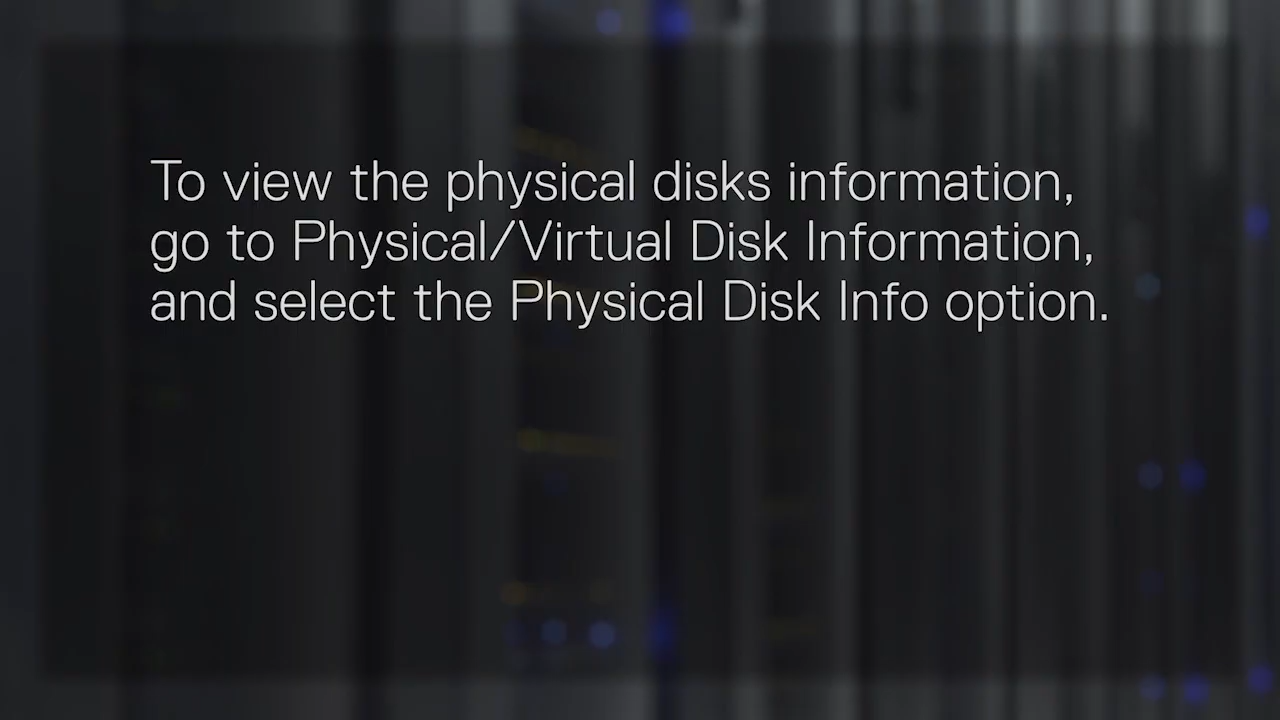 To view the physical disks information,
go to Physical/Virtual Disk Information,
and select the Physical Disk Info option.